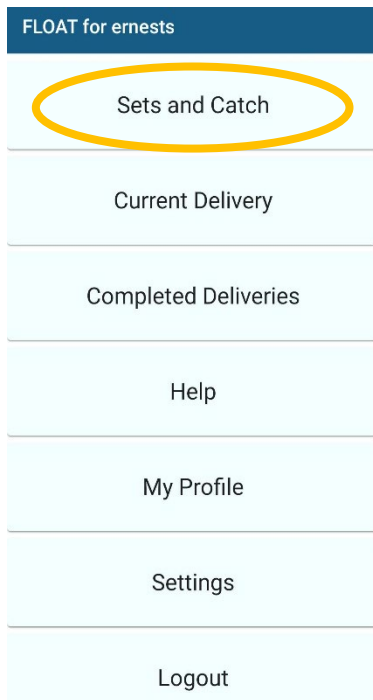 FLOAT for ernests
Sets and Catch
Current Delivery
Completed Deliveries
Help
My Profile
Settings
Logout